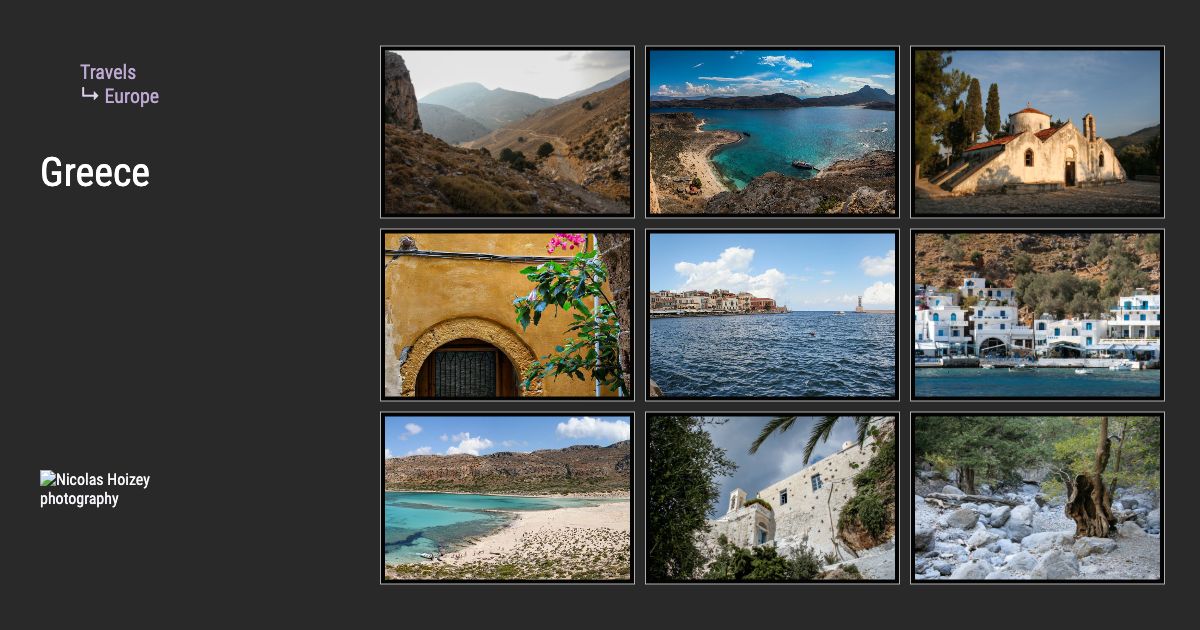 Travels
↳ Europe
Greece
Nicolas Hoizey
photography